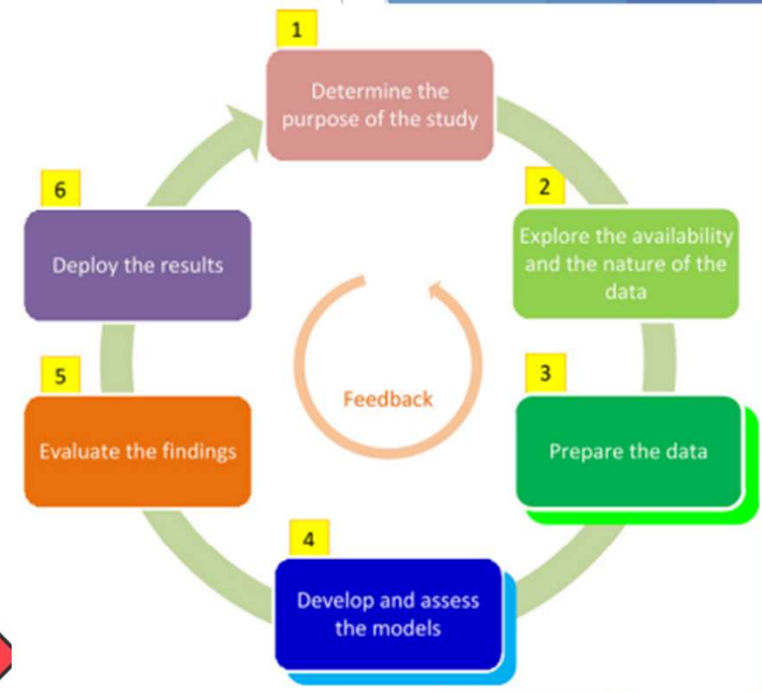 1
Determine the
purpose of the study
2
Explore the availability
and the nature of the
data
3
Prepare the data
4
Develop and assess
the models
5
Evaluate the findings
6
Deploy the results
Feedback